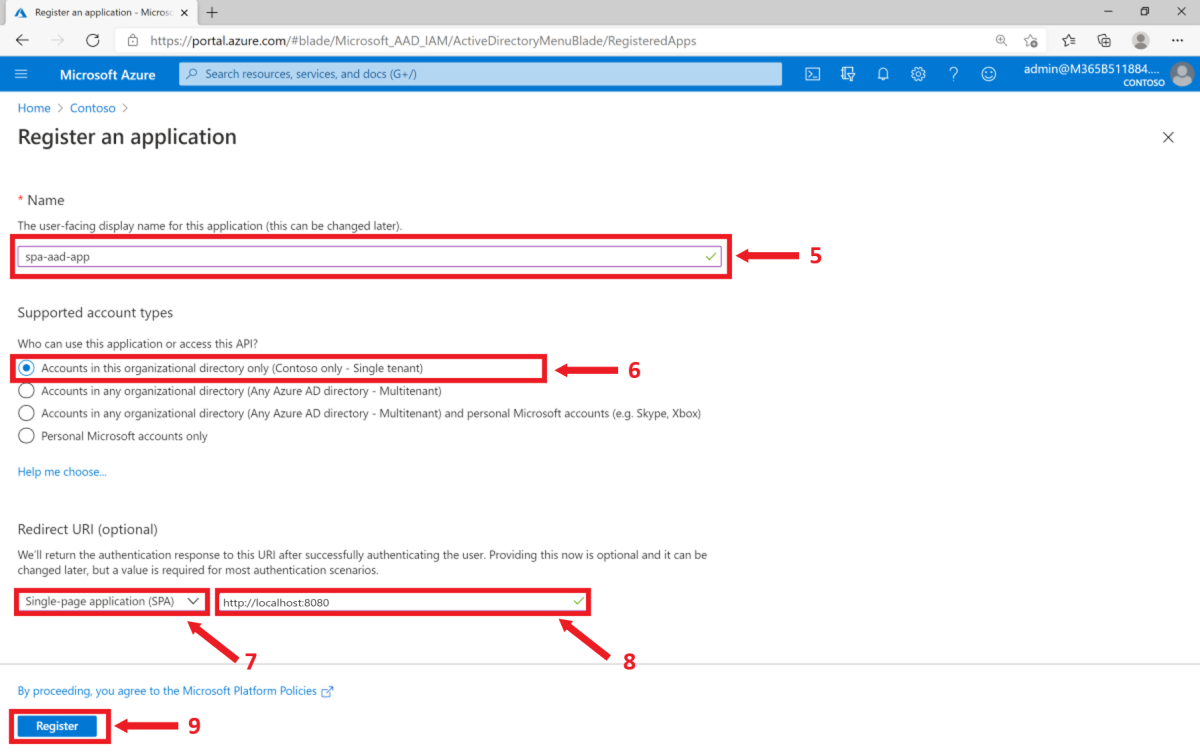 Register an application - Microsc
https://portal.azure.com/#blade/Microsoft_AAD_IAM/ActiveDirectoryMenuBlade/RegisteredApps
Microsoft Azure
Search resources, services, and docs (G+/)
admin@M365B511884....
CONTOSO
Home > Contoso >
Register an application
* Name
The user-facing display name for this application (this can be changed later).
spa-aad-app
5
Supported account types
Who can use this application or access this API?
Accounts in this organizational directory only (Contoso only - Single tenant)
6
Accounts in any organizational directory (Any Azure AD directory - Multitenant)
Accounts in any organizational directory (Any Azure AD directory - Multitenant) and personal Microsoft accounts (e.g. Skype, Xbox)
Personal Microsoft accounts only
Help me choose...
Redirect URI (optional)
We'll return the authentication response to this URI after successfully authenticating the user. Providing this now is optional and it can be
changed later, but a value is required for most authentication scenarios.
Single-page application (SPA)
http://localhost:8080
7
8
By proceeding, you agree to the Microsoft Platform Policies
Register
9